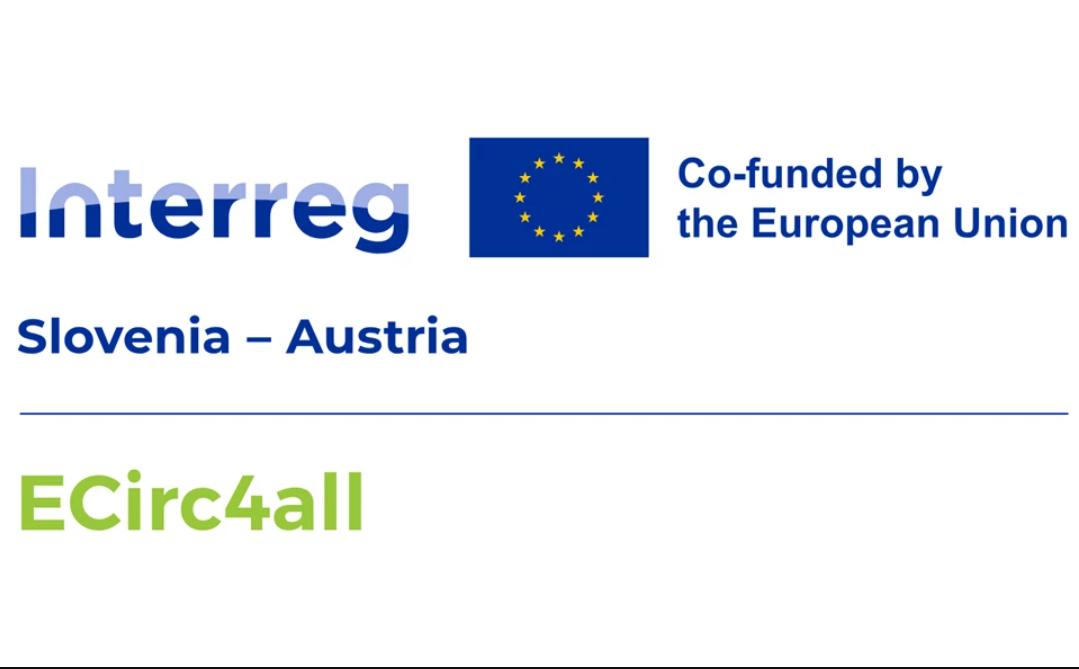 Interreg
Co-funded by
the European Union
Slovenia – Austria
ECirc4all